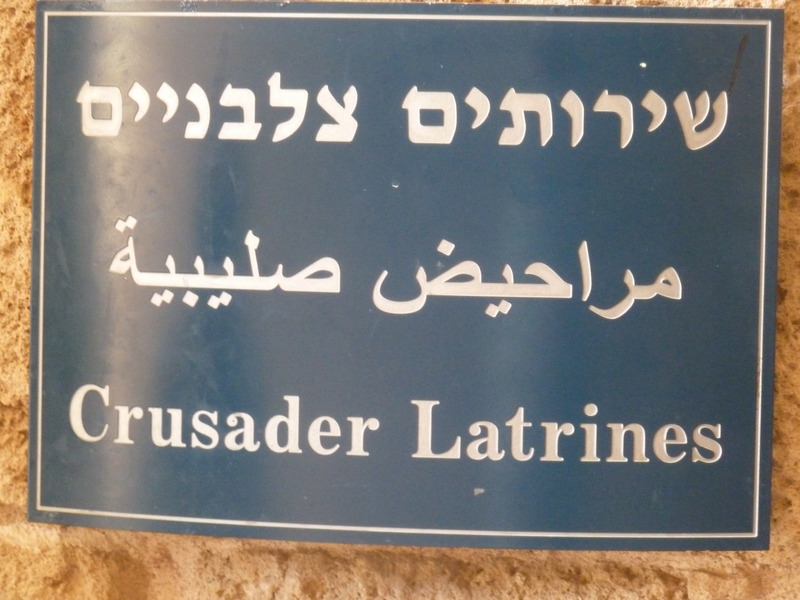 שירותים צלבניים
مراحيض صليبية
Crusader Latrines